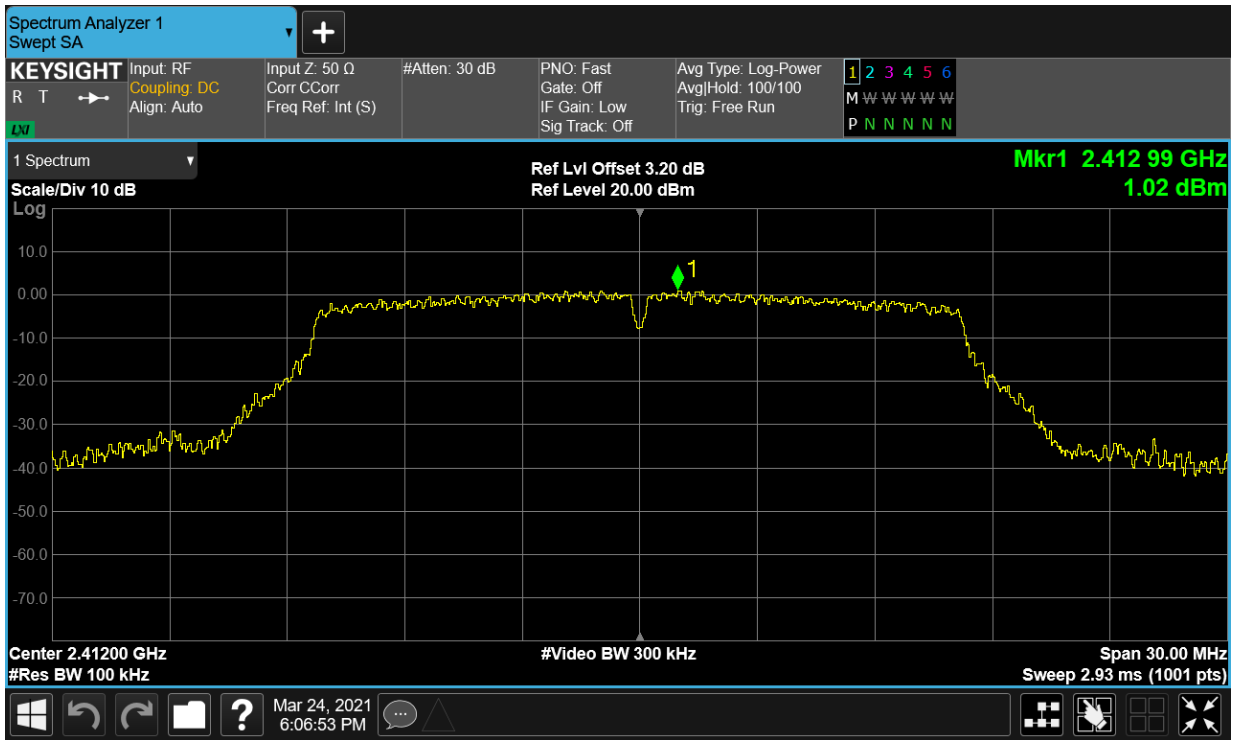 Spectrum Analyzer 1
Swept SA
KEYSIGHT
R T
LXI
Input: RF
Coupling: DC
Align: Auto
Input Z: 50 Ω
Corr CCorr
Freq Ref: Int (S)
#Atten: 30 dB
PNO: Fast
Gate: Off
IF Gain: Low
Sig Track: Off
Avg Type: Log-Power
Avg|Hold: 100/100
Trig: Free Run
1 2 3 4 5 6
M W W W W W
P N N N N N N
1 Spectrum
Scale/Div 10 dB
Log
Ref Lvl Offset 3.20 dB
Ref Level 20.00 dBm
Mkr1 2.412 99 GHz
1.02 dBm
1
10.0
0.00
-10.0
-20.0
-30.0
-40.0
-50.0
-60.0
-70.0
Center 2.41200 GHz
#Res BW 100 kHz
#Video BW 300 kHz
Span 30.00 MHz
Sweep 2.93 ms (1001 pts)
?
Mar 24, 2021
6:06:53 PM